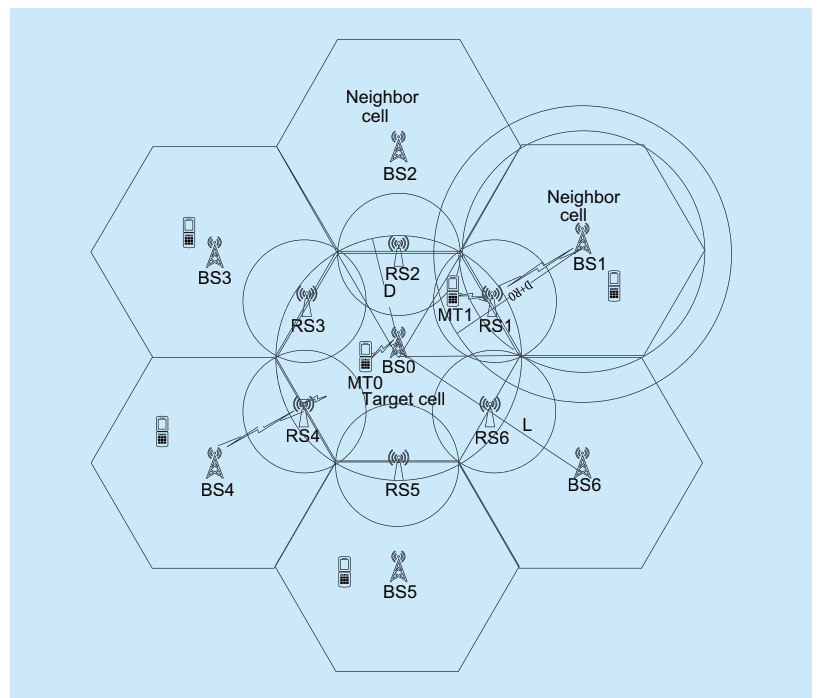 Neighbor
cell
BS2
Neighbor
cell
BS1
BS3
RS2
D
D+R0
MT1
RS1
RS3
BS0
MT0
Target cell
RS4
RS6
L
BS4
RS5
BS6
BS5